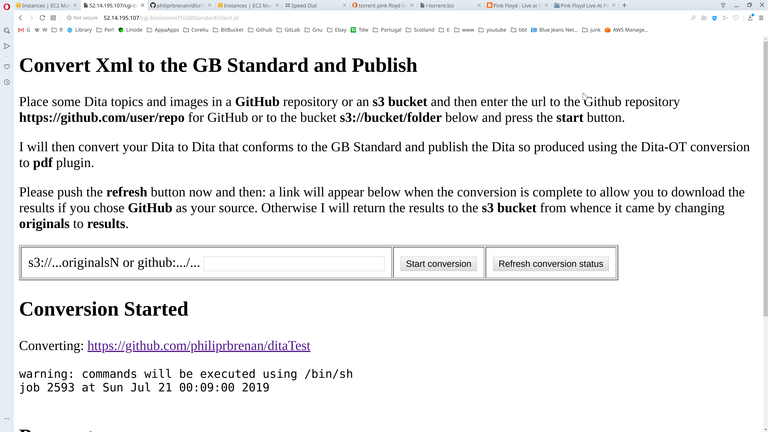 Instances | EC2 Ma
52.14.195.107/cgi-b
philiprbrenan/dita
Instances | EC2 Ma
Speed Dial
torrent pink floyd l
l-torrent.biz
Pink Floyd - Live at
Pink Floyd Live At P
Not secure 52.14.195.107/cgi-bin/convertToGBStandard/client.pl
M G W W R Library Perl Linode AppaApps Coreliu BitBucket GitHub GitLab Gnu Ebay Tdw Portugal Scotland E www youtube bbt Blue Jeans Net... junk AWS Manage...
Convert Xml to the GB Standard and Publish
Place some Dita topics and images in a GitHub repository or an s3 bucket and then enter the url to the Github repository
https://github.com/user/repo for GitHub or to the bucket s3://bucket/folder below and press the start button.
I will then convert your Dita to Dita that conforms to the GB Standard and publish the Dita so produced using the Dita-OT conversion
to pdf plugin.
Please push the refresh button now and then: a link will appear below when the conversion is complete to allow you to download the
results if you chose GitHub as your source. Otherwise I will return the results to the s3 bucket from whence it came by changing
originals to results.
s3://...originalsN or github:.../... Start conversion Refresh conversion status
Conversion Started
Converting: https://github.com/philiprbrenan/ditaTest
warning: commands will be executed using /bin/sh
job 2593 at Sun Jul 21 00:09:00 2019